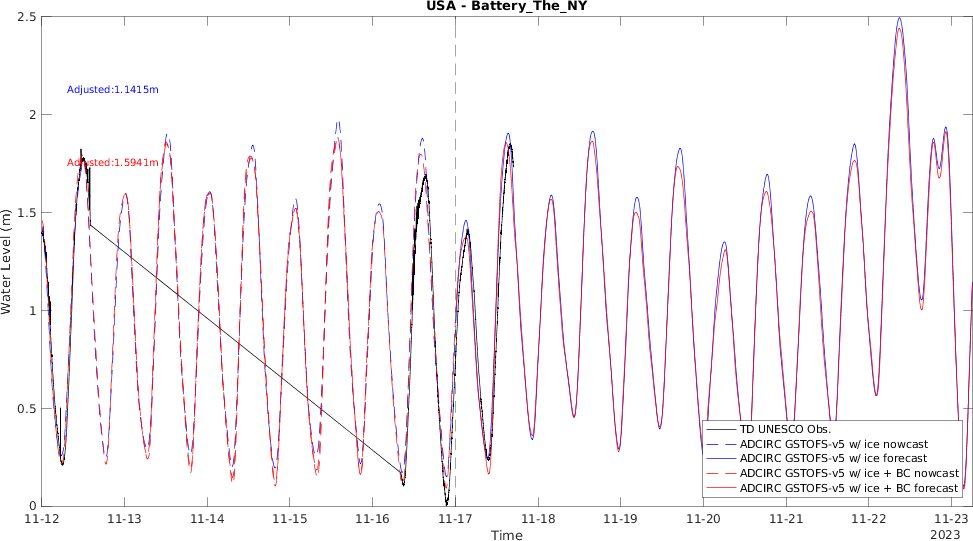 USA - Battery_The_NY
2.5
2
1.5
1
0.5
0
Water Level (m)
Adjusted:1.1415m
Adjusted:1.5941m
TD UNESCO Obs.
ADCIRC GSTOFS-v5 w/ ice nowcast
ADCIRC GSTOFS-v5 w/ ice forecast
ADCIRC GSTOFS-v5 w/ ice + BC nowcast
ADCIRC GSTOFS-v5 w/ ice + BC forecast
11-12 11-13 11-14 11-15 11-16 11-17 11-18 11-19 11-20 11-21 11-22 11-23
Time
2023